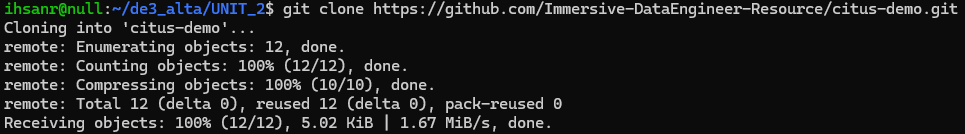 ihsanr@null:~/de3_alta/UNIT_2$ git clone https://github.com/Immersive-DataEngineer-Resource/citus-demo.git
Cloning into 'citus-demo'...
remote: Enumerating objects: 12, done.
remote: Counting objects: 100% (12/12), done.
remote: Compressing objects: 100% (10/10), done.
remote: Total 12 (delta 0), reused 12 (delta 0), pack-reused 0
Receiving objects: 100% (12/12), 5.02 KiB | 1.67 MiB/s, done.